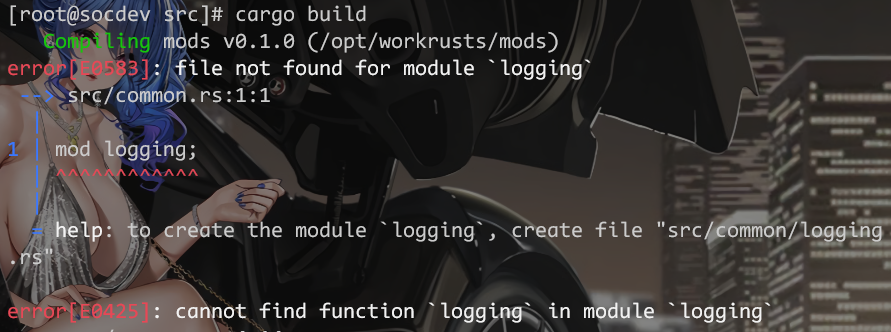 [root@socdev src]# cargo build
Compiling mods v0.1.0 (/opt/workrusts/mods)
error[E0583]: file not found for module `logging`
--> src/common.rs:1:1
|
1 | mod logging;
| ^^^^^^^^^^^^
|
= help: to create the module `logging`, create file "src/common/logging
.rs"
error[E0425]: cannot find function `logging` in module `logging`